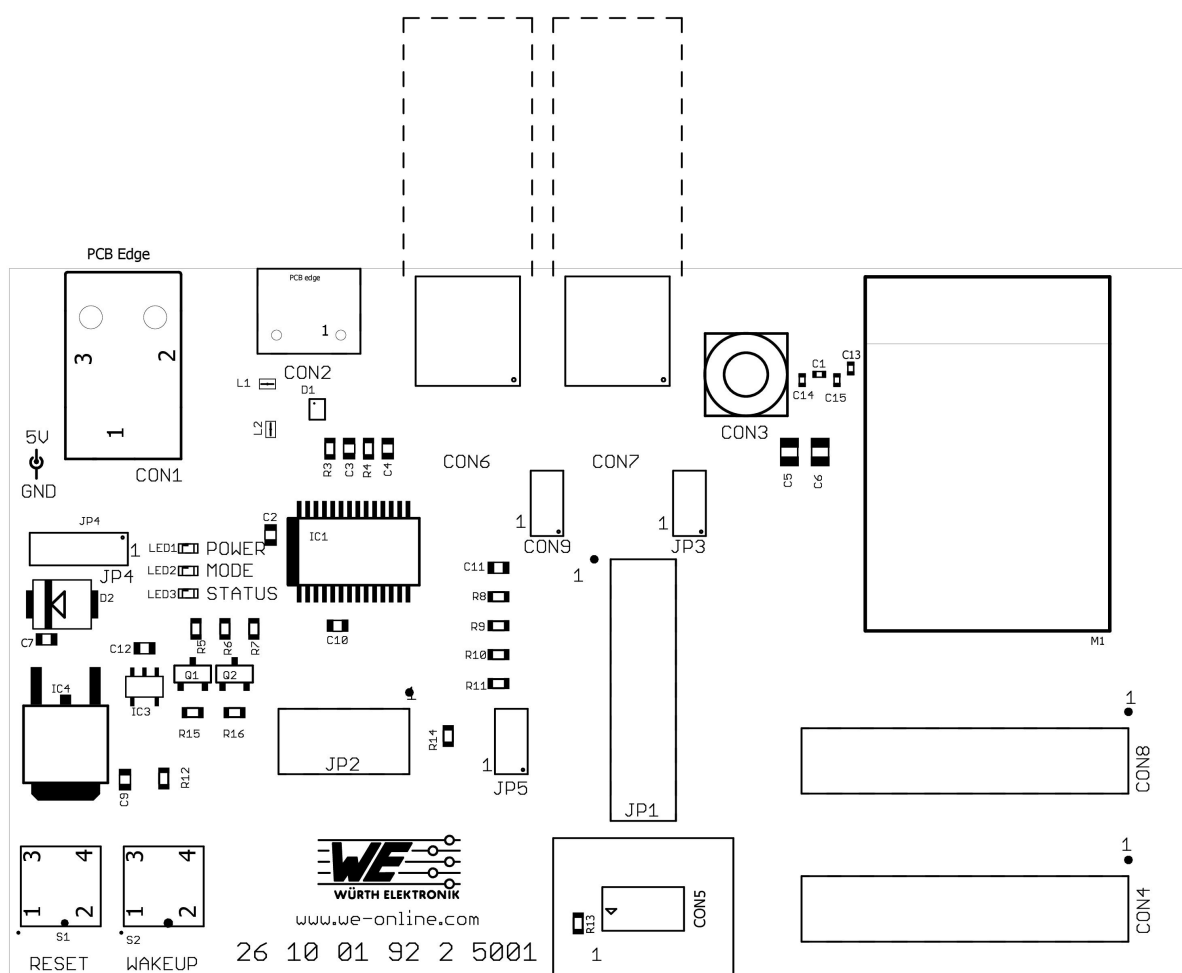 PCB Edge
PCB edge
3
2
1
1
CON1
CON2
L1
D1
L2
R3
C3
R4
C4
CON6
CON7
CON3
C14
C1
C15
C13
C5
C6
5V
GND
JP4
1
JP4
LED1
POWER
LED2
MODE
LED3
STATUS
C2
IC1
1
CON9
1
JP3
1
M1
D2
C7
C12
R5
R6
R7
C10
C11
R8
R9
R10
R11
IC4
IC3
Q1
Q2
R15
R16
1
JP2
R14
1
JP5
JP1
C9
R12
1
CON8
1
CON4
3
4
1
2
S1
RESET
3
4
1
2
S2
WAKEUP
WE
WÜRTH ELEKTRONIK
www.we-online.com
26 10 01 92 2 5001
R13
CON5
1